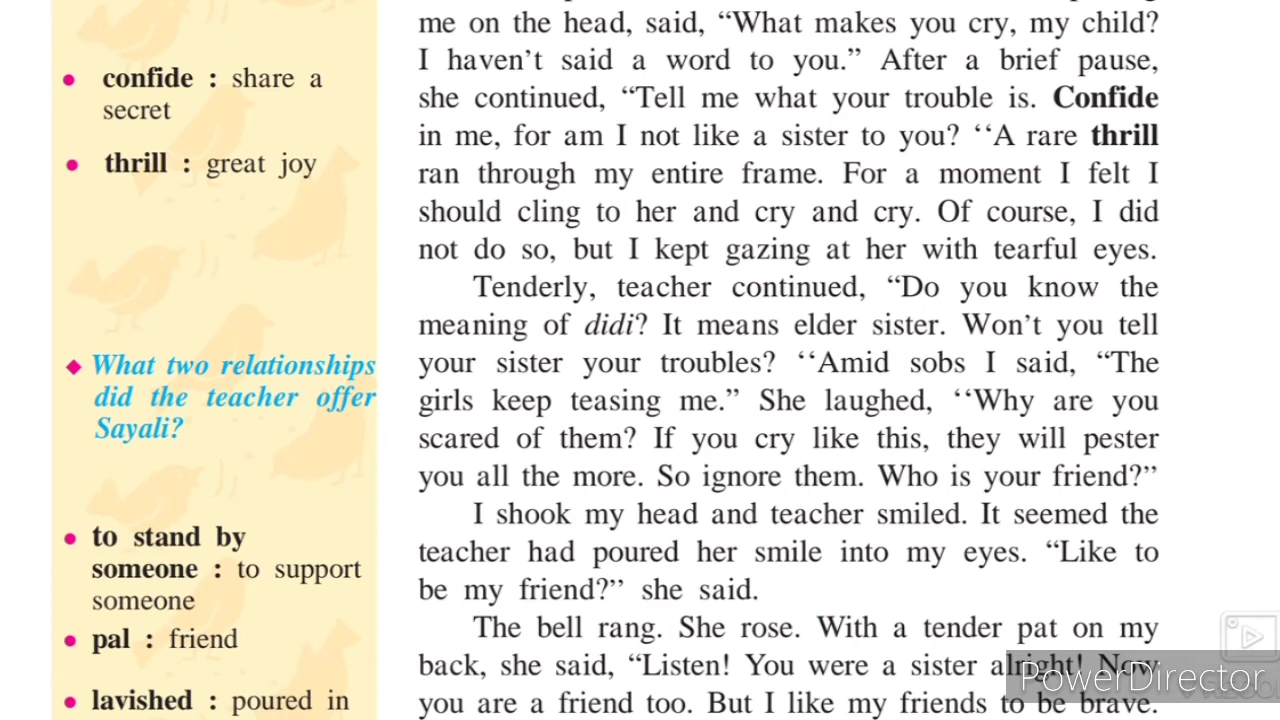 confide : share a
secret
thrill : great joy
What two relationships
did the teacher offer
Sayali?
to stand by
someone : to support
someone
pal : friend
lavished : poured in
me on the head, said, “What makes you cry, my child?
I haven’t said a word to you.” After a brief pause,
she continued, “Tell me what your trouble is. Confide
in me, for am I not like a sister to you? ‘‘A rare thrill
ran through my entire frame. For a moment I felt I
should cling to her and cry and cry. Of course, I did
not do so, but I kept gazing at her with tearful eyes.
Tenderly, teacher continued, “Do you know the
meaning of didi? It means elder sister. Won’t you tell
your sister your troubles? ‘‘Amid sobs I said, “The
girls keep teasing me.” She laughed, ‘‘Why are you
scared of them? If you cry like this, they will pester
you all the more. So ignore them. Who is your friend?’’
I shook my head and teacher smiled. It seemed the
teacher had poured her smile into my eyes. “Like to
be my friend?’’ she said.
The bell rang. She rose. With a tender pat on my
back, she said, “Listen! You were a sister alright! Now
you are a friend too. But I like my friends to be brave.
PowerDirector